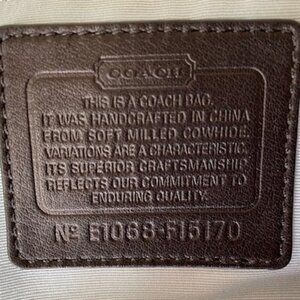 COACH
THIS IS A COACH BAG.
IT WAS HANDCRAFTED IN CHINA
FROM SOFT MILLED COWHIDE.
VARIATIONS ARE A CHARACTERISTIC.
ITS SUPERIOR CRAFTSMANSHIP
REFLECTS OUR COMMITMENT TO
ENDURING QUALITY.
No E1068-F15170